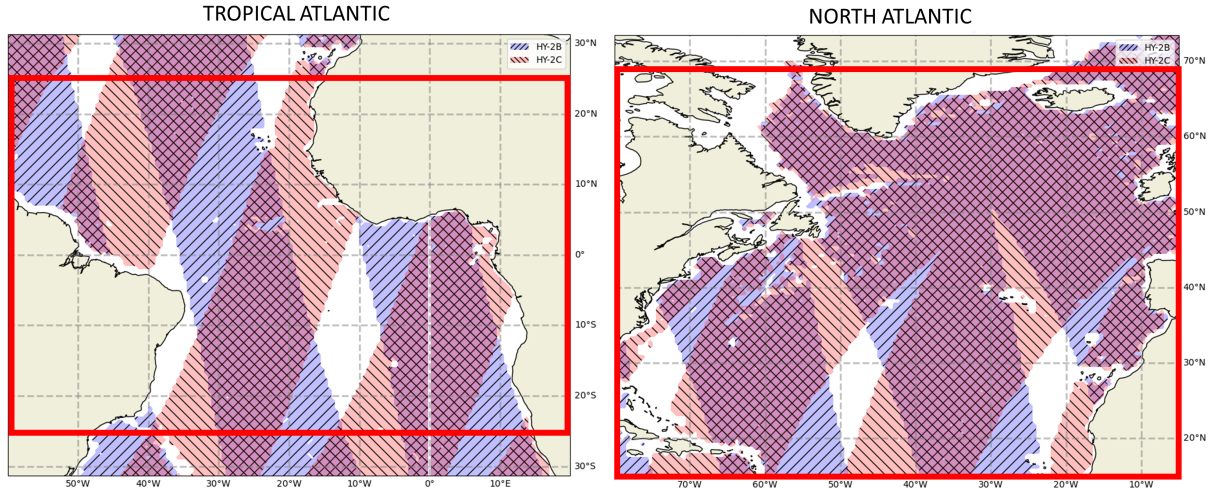 TROPICAL ATLANTIC
HY-2B
HY-2C
30°N
20°N
10°N
0°
10°S
20°S
30°S
50°W 40°W 30°W 20°W 10°W 0° 10°E
NORTH ATLANTIC
HY-2B
HY-2C
70°N
60°N
50°N
40°N
30°N
20°N
70°W 60°W 50°W 40°W 30°W 20°W 10°W